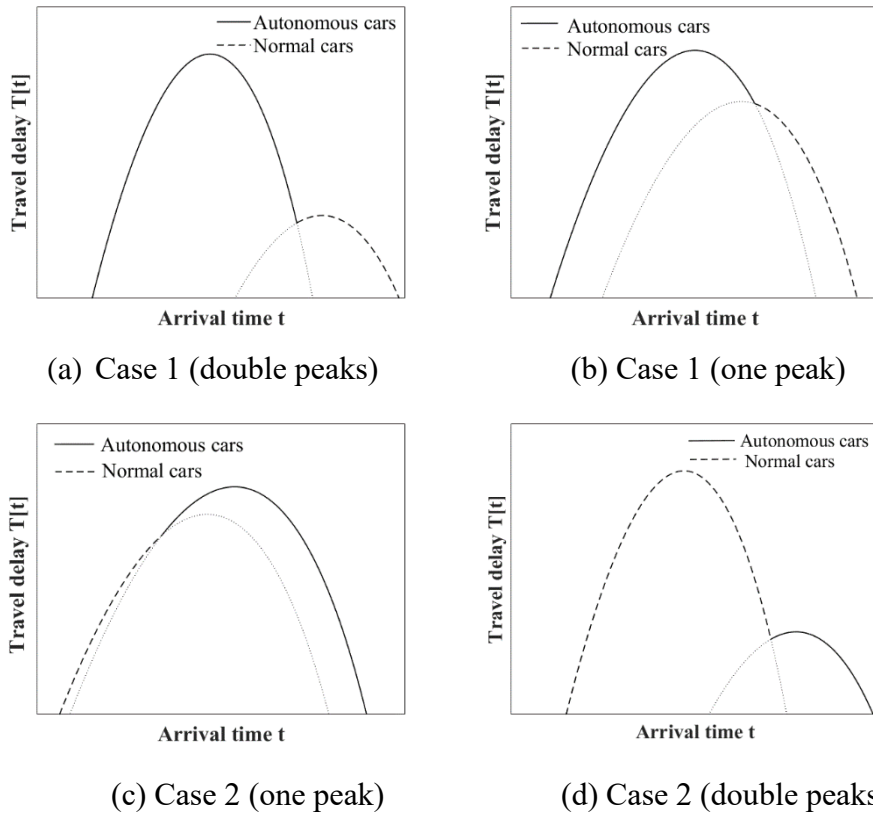 Autonomous cars
Normal cars
Travel delay T[t]
Arrival time t
(a) Case 1 (double peaks)
Autonomous cars
Normal cars
Travel delay T[t]
Arrival time t
(b) Case 1 (one peak)
Autonomous cars
Normal cars
Travel delay T[t]
Arrival time t
(c) Case 2 (one peak)
Autonomous cars
Normal cars
Travel delay T[t]
Arrival time t
(d) Case 2 (double peaks